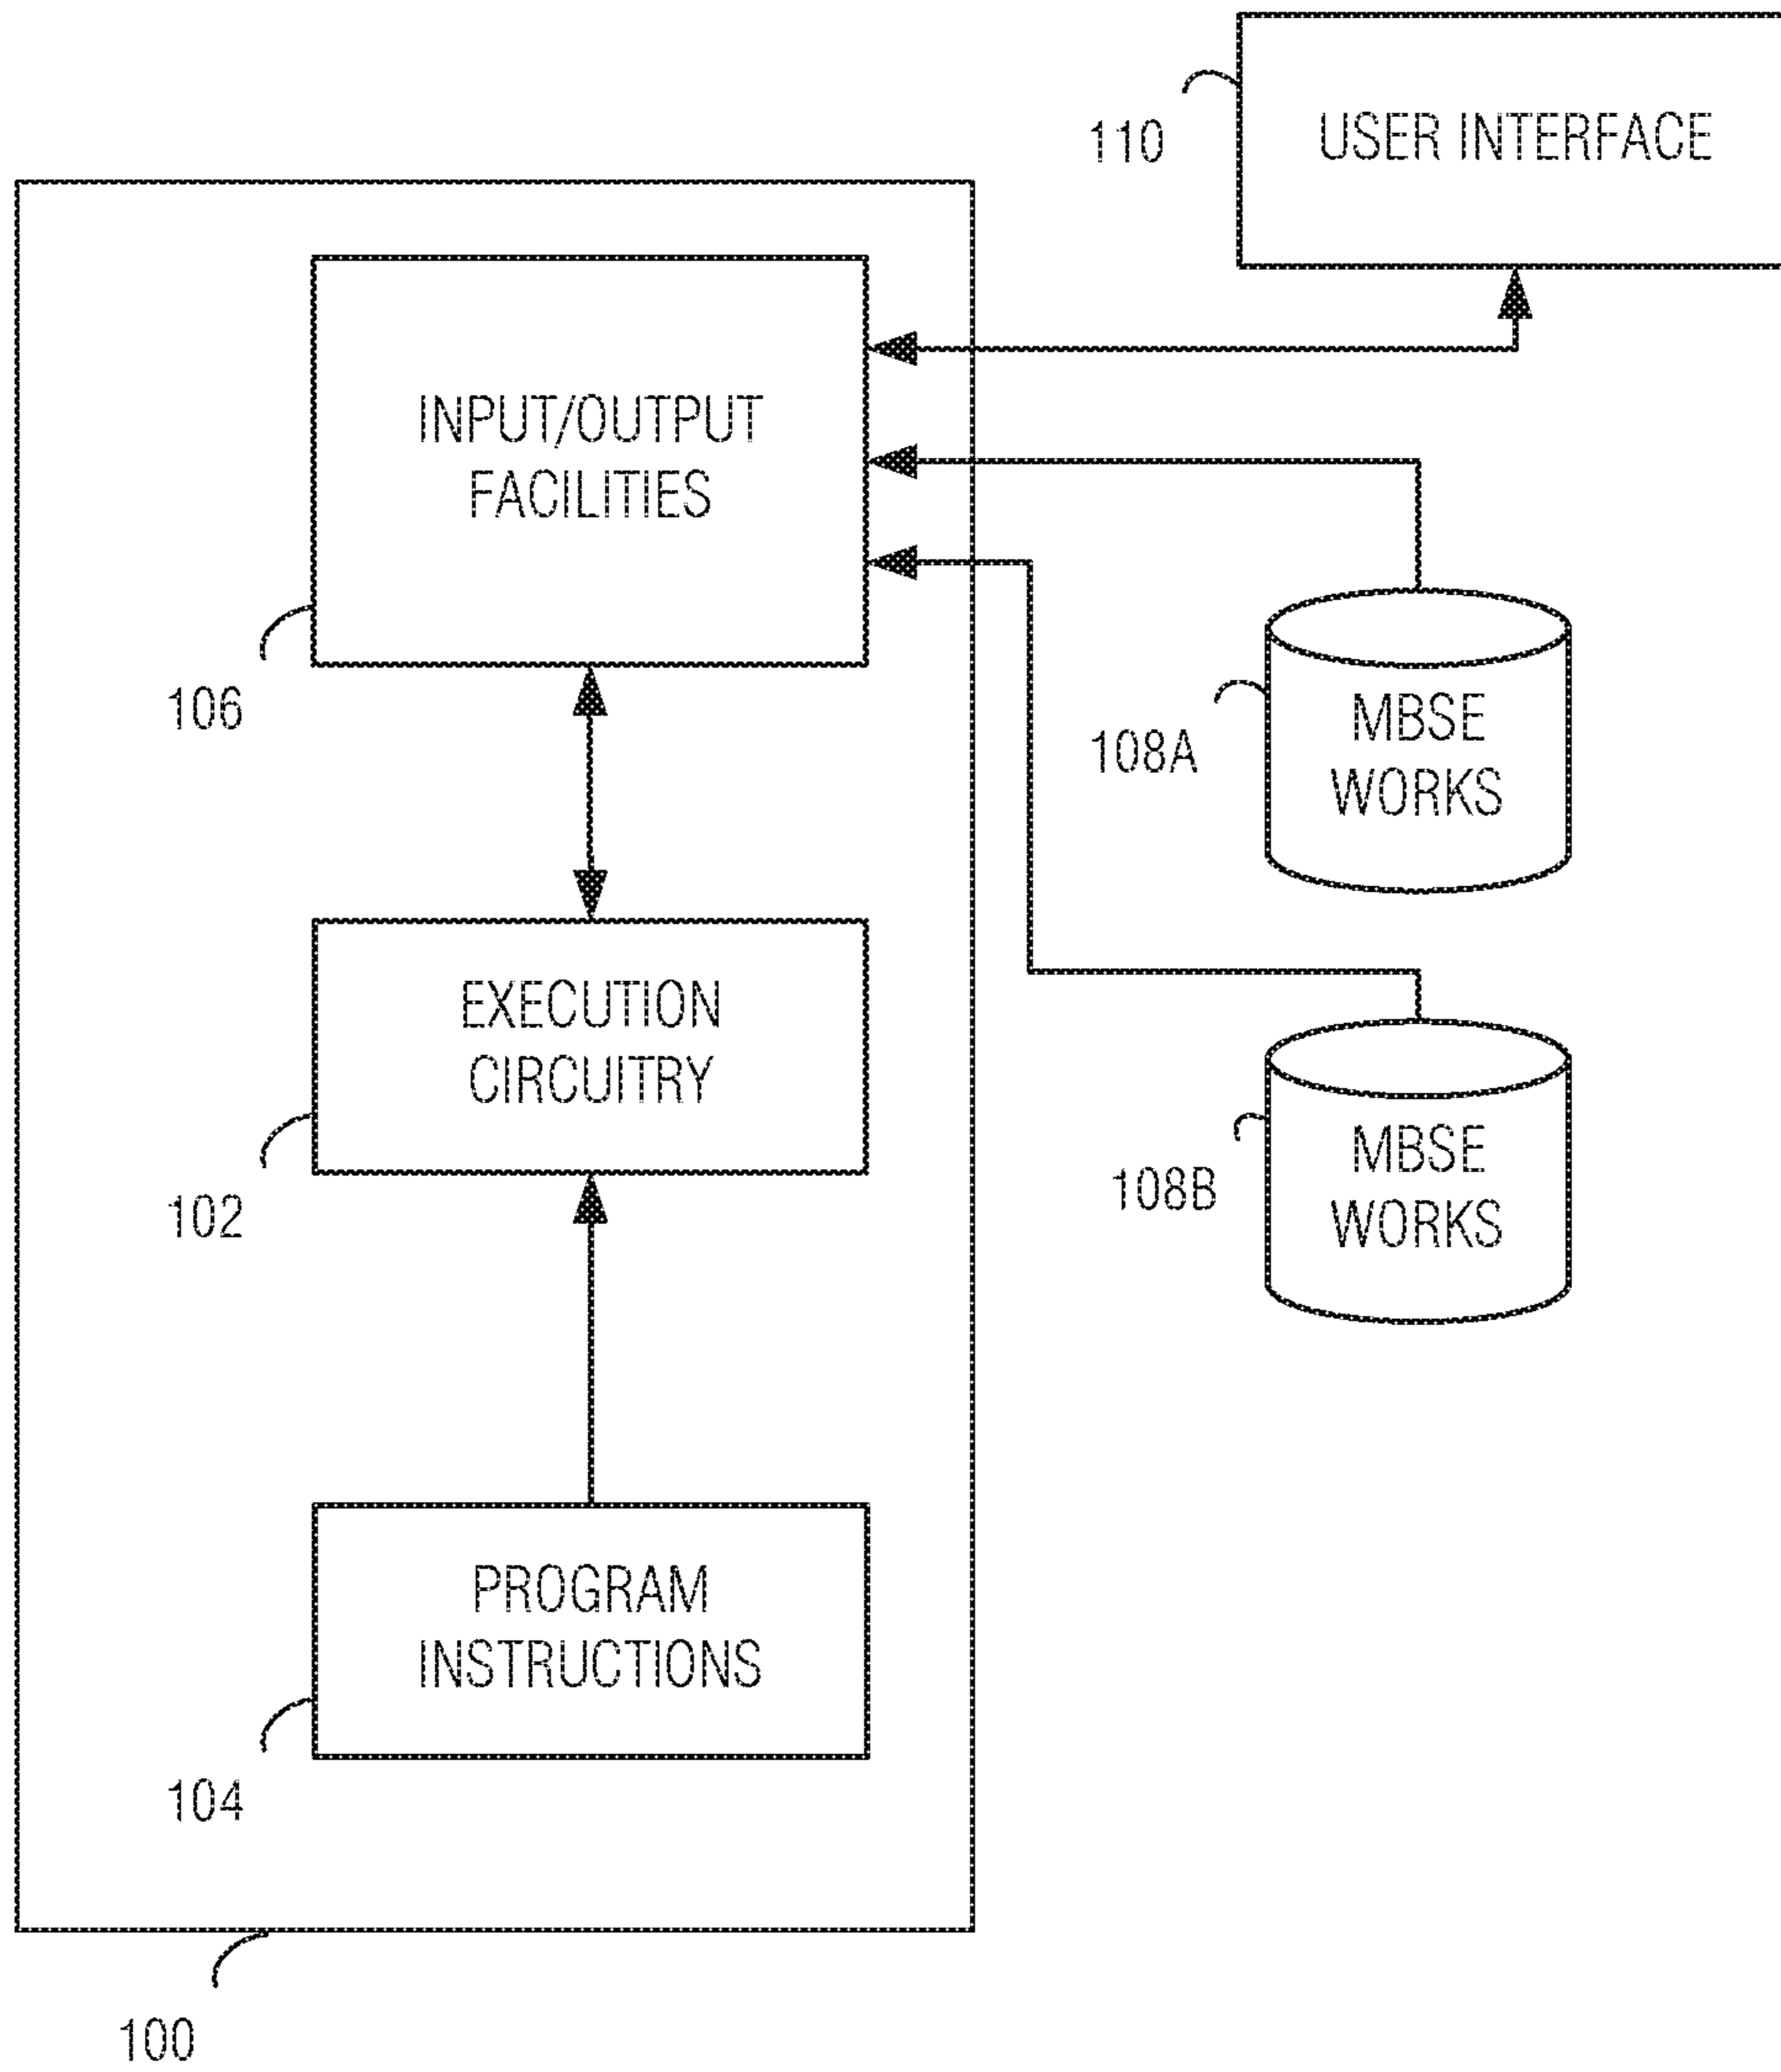 USER INTERFACE
110
INPUT/OUTPUT
FACILITIES
106
MBSE
WORKS
108A
EXECUTION
CIRCUITRY
102
MBSE
WORKS
108B
PROGRAM
INSTRUCTIONS
104
100